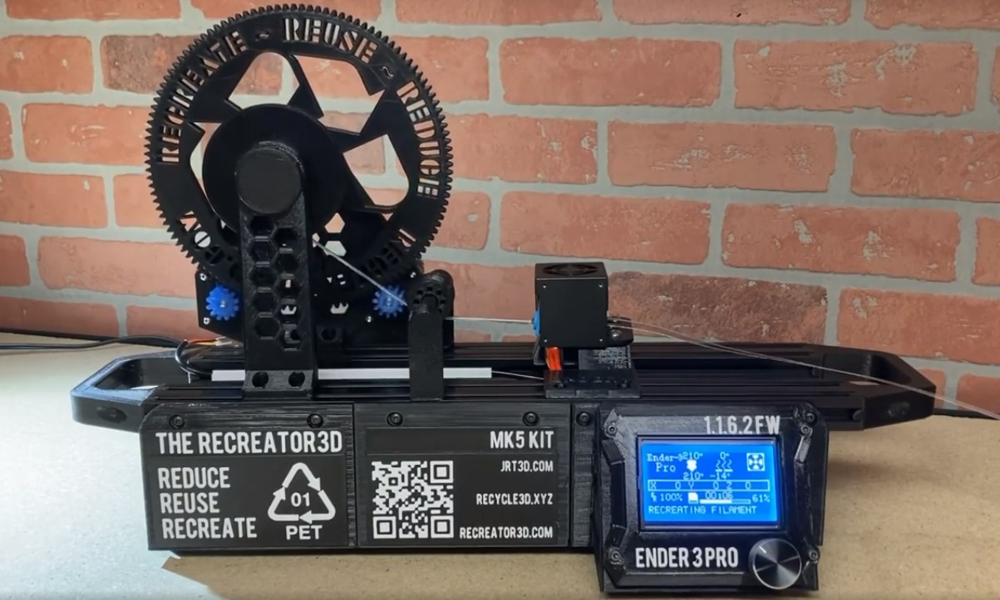 RECREATE ~ REUSE ~ REDUCE
THE RECREATOR3D
REDUCE
REUSE
RECREATE
01
PET
MK5 KIT
JRT3D.COM
RECYCLE3D.XYZ
RECREATOR3D.COM
1.1.6.2 FW
Ender-3 210° 0°
Pro
210° -14°
X 0 Y 0 Z 0
100% 00:06 61%
RECREATING FILAMENT
ENDER 3 PRO